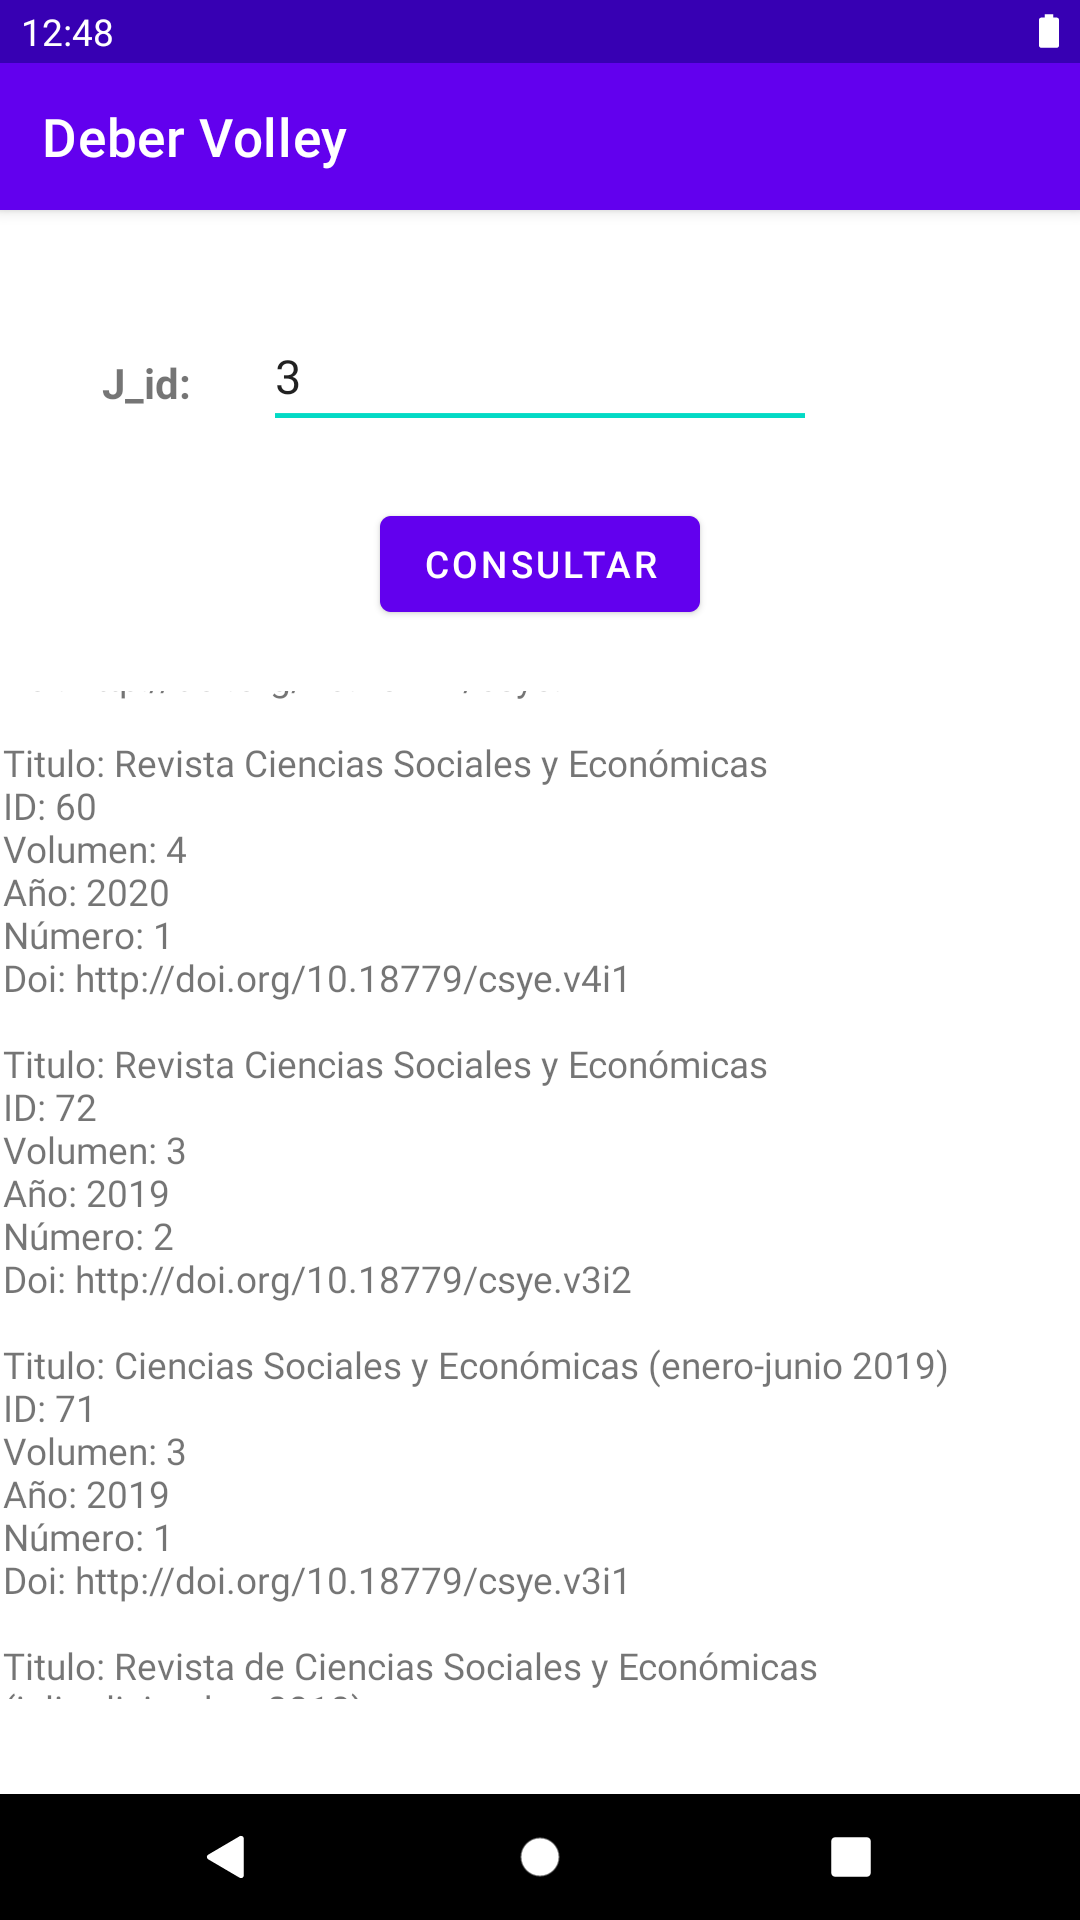 12:48
Deber Volley
J_id:
3
CONSULTAR
Titulo: Revista Ciencias Sociales y Económicas
ID: 60
Volumen: 4
Año: 2020
Número: 1
Doi: http://doi.org/10.18779/csye.v4i1
Titulo: Revista Ciencias Sociales y Económicas
ID: 72
Volumen: 3
Año: 2019
Número: 2
Doi: http://doi.org/10.18779/csye.v3i2
Titulo: Ciencias Sociales y Económicas (enero-junio 2019)
ID: 71
Volumen: 3
Año: 2019
Número: 1
Doi: http://doi.org/10.18779/csye.v3i1
Titulo: Revista de Ciencias Sociales y Económicas